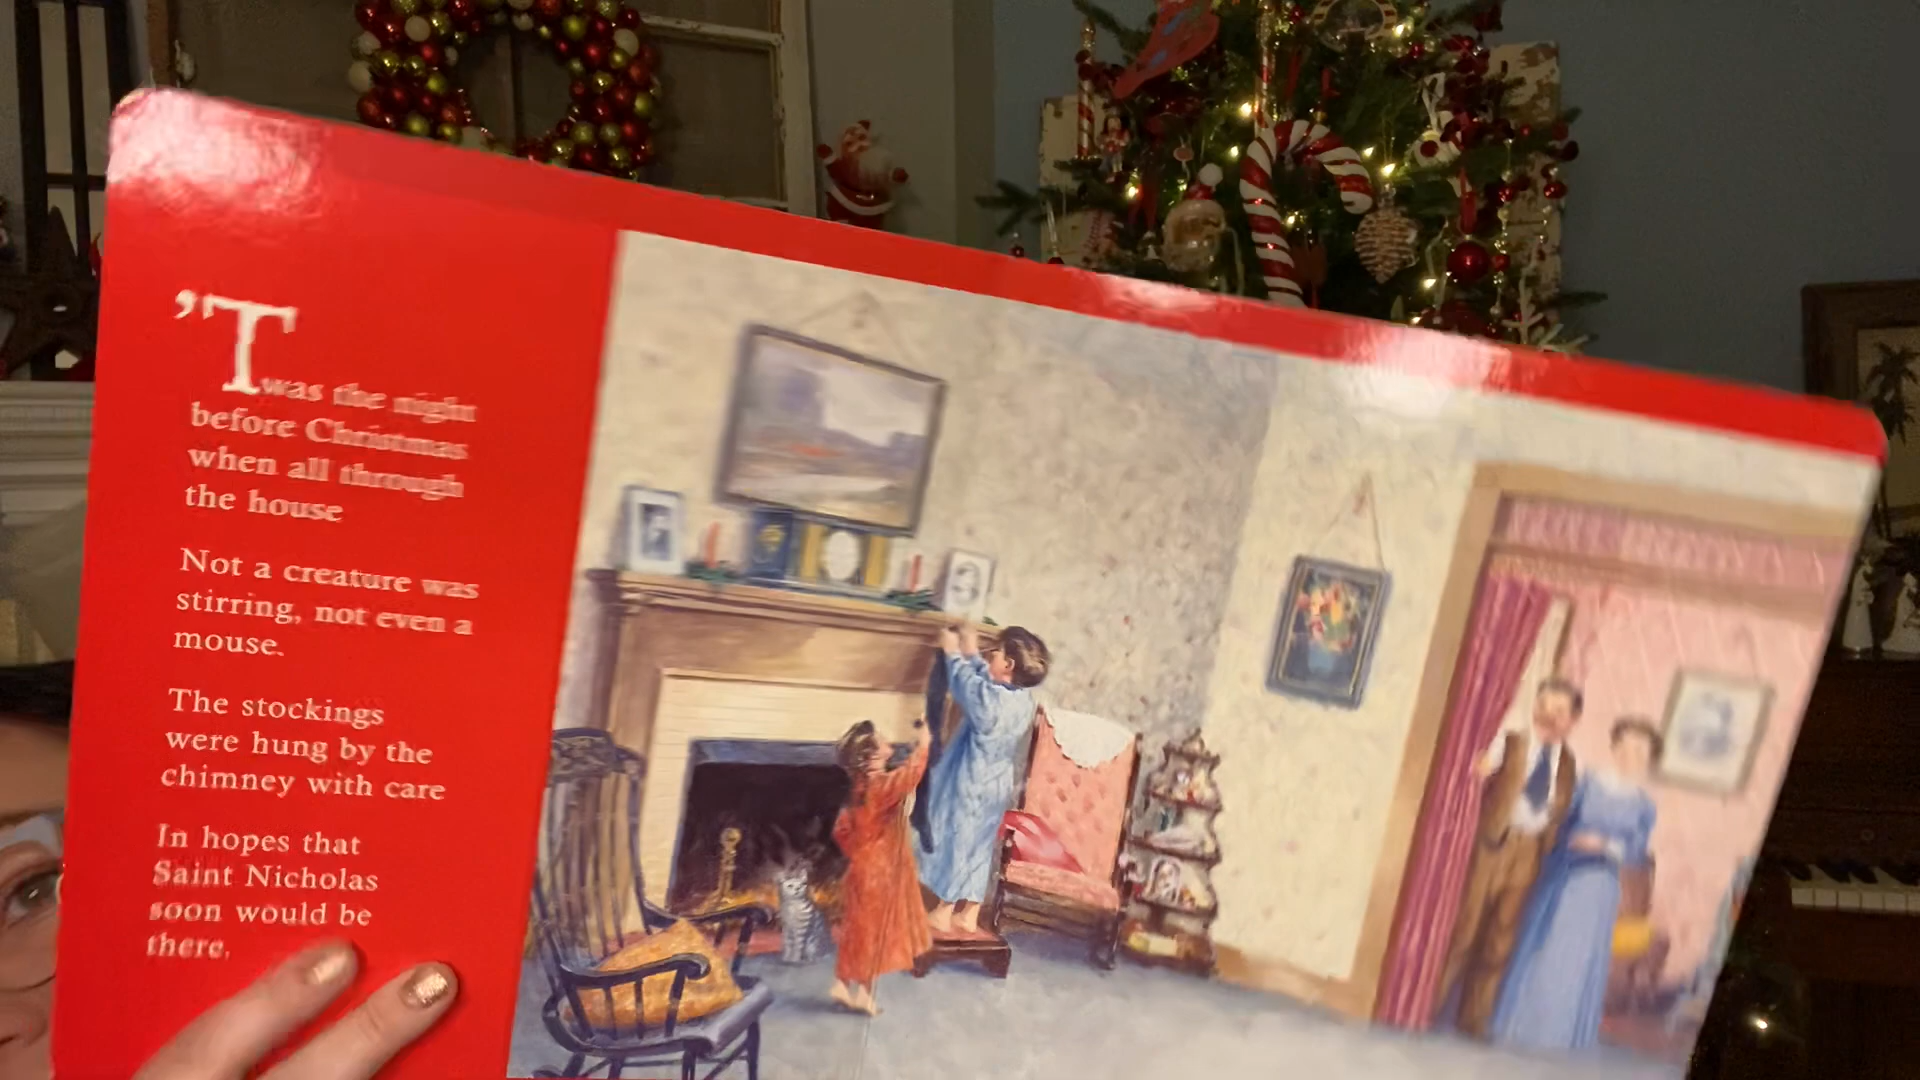 ’Twas the night
before Christmas
when all through
the house
Not a creature was
stirring, not even a
mouse.
The stockings
were hung by the
chimney with care
In hopes that
Saint Nicholas
soon would be
there.